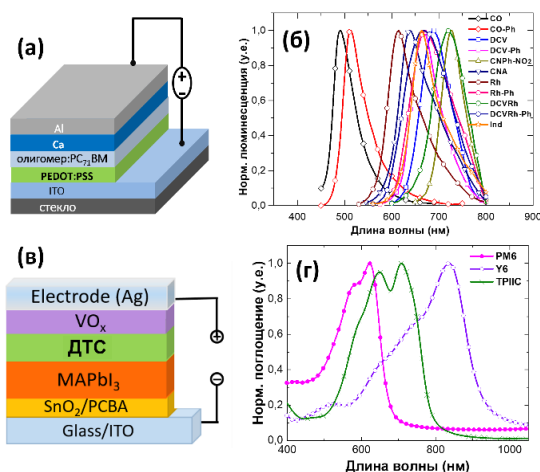 (а)
Al
Ca
олигомер:PC71BM
PEDOT:PSS
ITO
стекло
(б)
Норм. люминесценция (у.е.)
1,0
0,8
0,6
0,4
0,2
0,0
400
500
600
700
800
900
Длина волны (нм)
CO
CO-Ph
DCV
DCV-Ph
CNPh-NO2
CNA
Rh
Rh-Ph
DCVRh
DCVRh-Ph
Ind
(в)
Electrode (Ag)
VOx
ДТС
MAPbI3
SnO2/PCBA
Glass/ITO
(г)
Норм. поглощение (у.е.)
1,0
0,8
0,6
0,4
0,2
0,0
400
600
800
1000
Длина волны (нм)
PM6
Y6
TPIIC